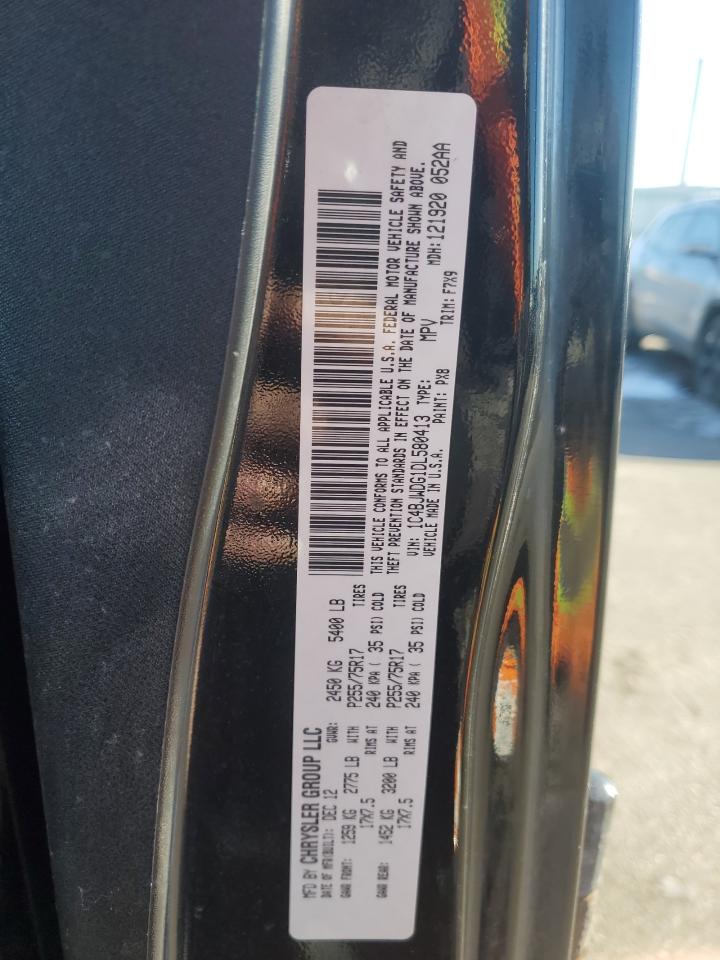 MFD BY CHRYSLER GROUP LLC
DATE OF MFR(BUILT): DEC 12 GVWR: 2450 KG 5400 LB
GAWR FRONT: 1259 KG 2775 LB WITH P255/75R17 TIRES
17X7.5 RIMS AT 240 KPA ( 35 PSI) COLD
GAWR REAR: 1452 KG 3200 LB WITH P255/75R17 TIRES
17X7.5 RIMS AT 240 KPA ( 35 PSI) COLD
THIS VEHICLE CONFORMS TO ALL APPLICABLE U.S.A. FEDERAL MOTOR VEHICLE SAFETY AND
THEFT PREVENTION STANDARDS IN EFFECT ON THE DATE OF MANUFACTURE SHOWN ABOVE.
VIN: 1C4BJWDG1DL580413 TYPE: MPV MDH: 121920 052AA
VEHICLE MADE IN U.S.A. PAINT: PX8 TRIM: F7X9